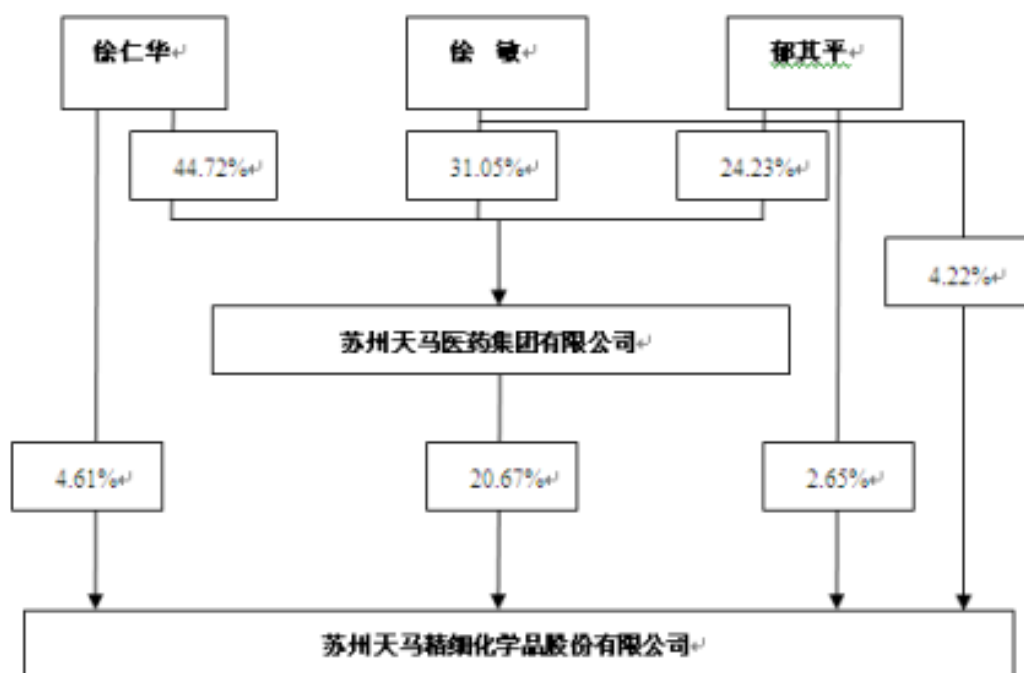 徐仁华
徐 敏
郁其平
44.72%
31.05%
24.23%
4.22%
苏州天马医药集团有限公司
4.61%
20.67%
2.65%
苏州天马精细化学品股份有限公司